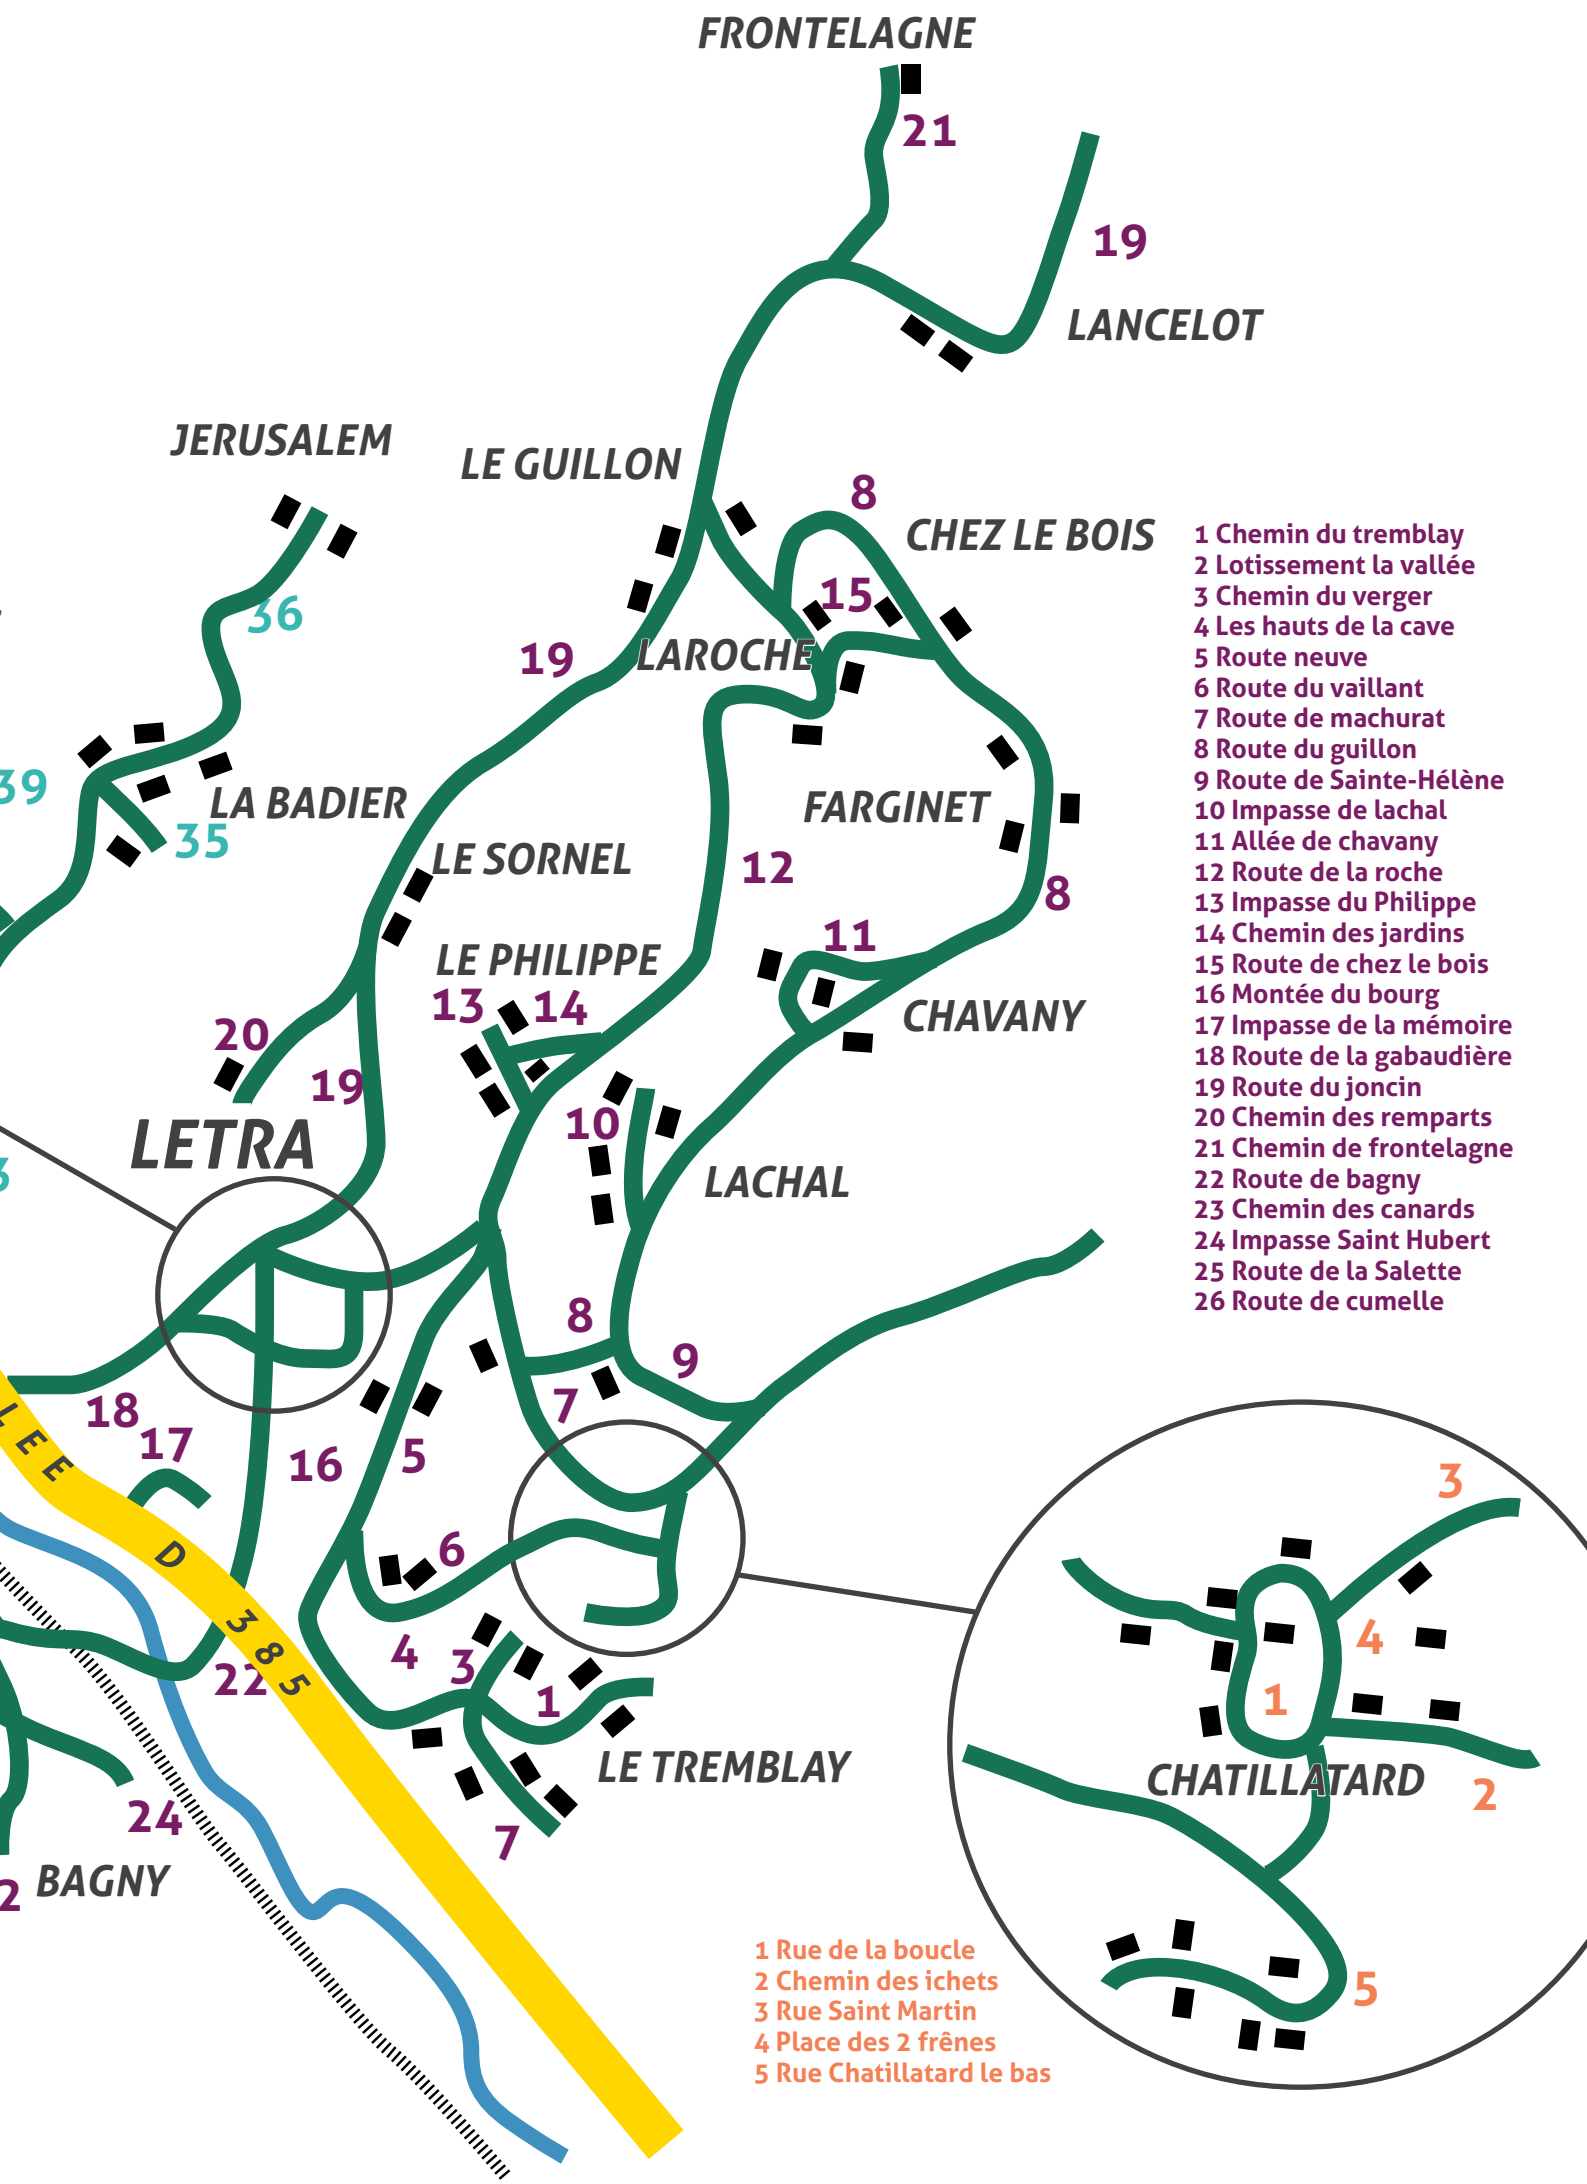 FRONTELAGNE
21
19
LANCELOT
JERUSALEM
LE GUILLON
8
CHEZ LE BOIS
36
15
19
LAROCHE
39
LA BADIER
35
FARGINET
LE SORNEL
12
8
11
LE PHILIPPE
13
14
CHAVANY
20
19
10
LETRA
LACHAL
3
8
9
18
7
17
16
5
LEE D 385
6
4
3
22
1
LE TREMBLAY
24
7
2
BAGNY
1 Chemin du tremblay
2 Lotissement la vallée
3 Chemin du verger
4 Les hauts de la cave
5 Route neuve
6 Route du vaillant
7 Route de machurat
8 Route du guillon
9 Route de Sainte-Hélène
10 Impasse de lachal
11 Allée de chavany
12 Route de la roche
13 Impasse du Philippe
14 Chemin des jardins
15 Route de chez le bois
16 Montée du bourg
17 Impasse de la mémoire
18 Route de la gabaudière
19 Route du joncin
20 Chemin des remparts
21 Chemin de frontelagne
22 Route de bagny
23 Chemin des canards
24 Impasse Saint Hubert
25 Route de la Salette
26 Route de cumelle
3
4
1
CHATILLATARD
2
5
1 Rue de la boucle
2 Chemin des ichets
3 Rue Saint Martin
4 Place des 2 frênes
5 Rue Chatillatard le bas